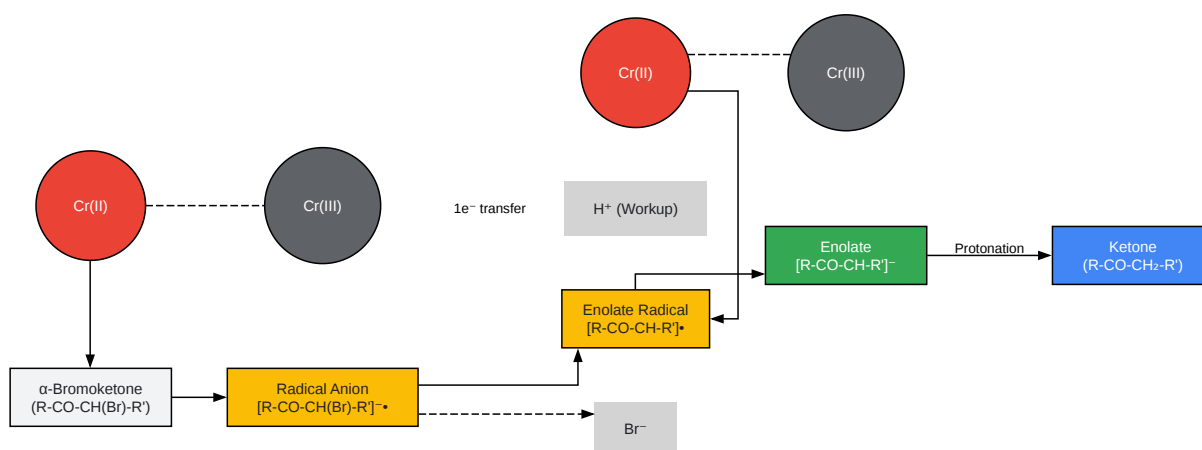 Cr(II)
Cr(III)
Cr(II)
Cr(III)
1e⁻ transfer
H⁺ (Workup)
Enolate
[R-CO-CH-R']⁻
Protonation
Ketone
(R-CO-CH₂-R')
Enolate Radical
[R-CO-CH-R']•
α-Bromoketone
(R-CO-CH(Br)-R')
Radical Anion
[R-CO-CH(Br)-R']⁻•
Br⁻